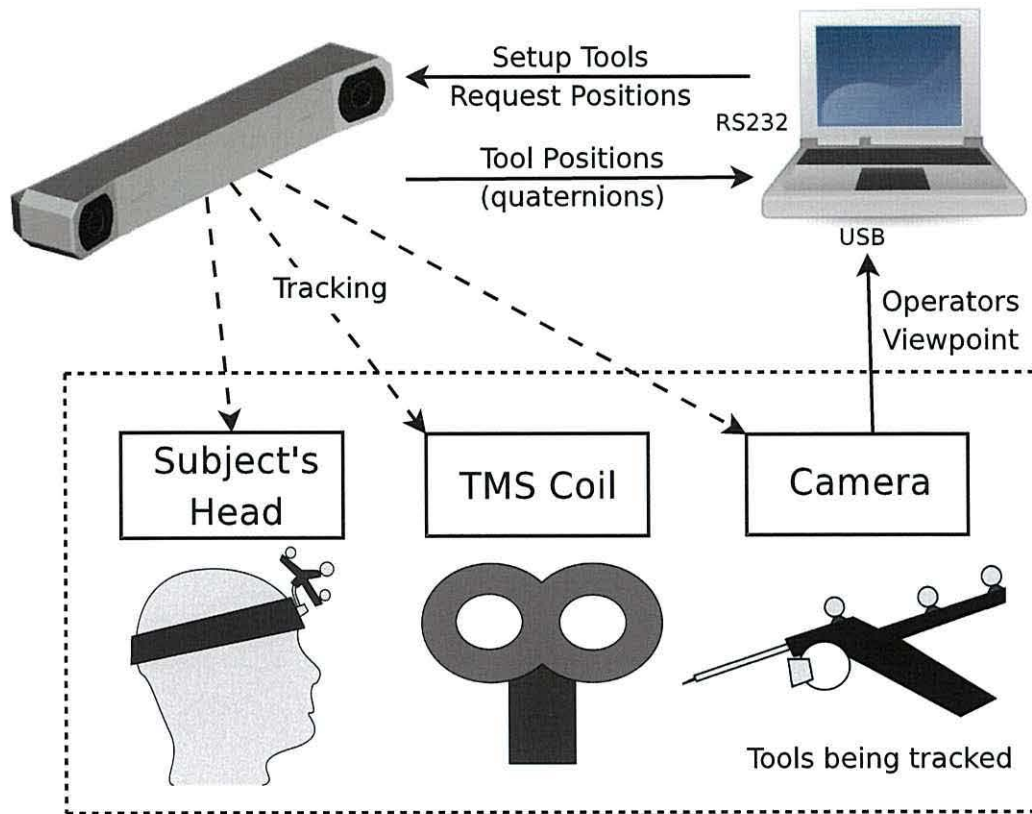 Setup Tools
Request Positions
RS232
Tool Positions
(quaternions)
USB
Tracking
Operators
Viewpoint
Subject's
Head
TMS Coil
Camera
Tools being tracked